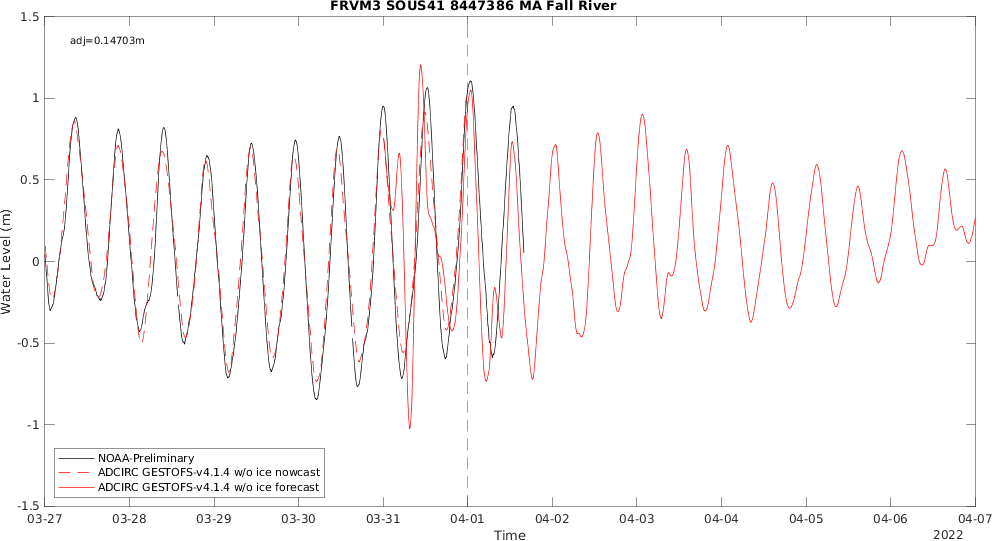 FRVM3 SOUS41 8447386 MA Fall River
1.5
adj=0.14703m
1
0.5
0
-0.5
-1
-1.5
Water Level (m)
NOAA-Preliminary
ADCIRC GESTOFS-v4.1.4 w/o ice nowcast
ADCIRC GESTOFS-v4.1.4 w/o ice forecast
03-27 03-28 03-29 03-30 03-31 04-01 04-02 04-03 04-04 04-05 04-06 04-07
Time
2022